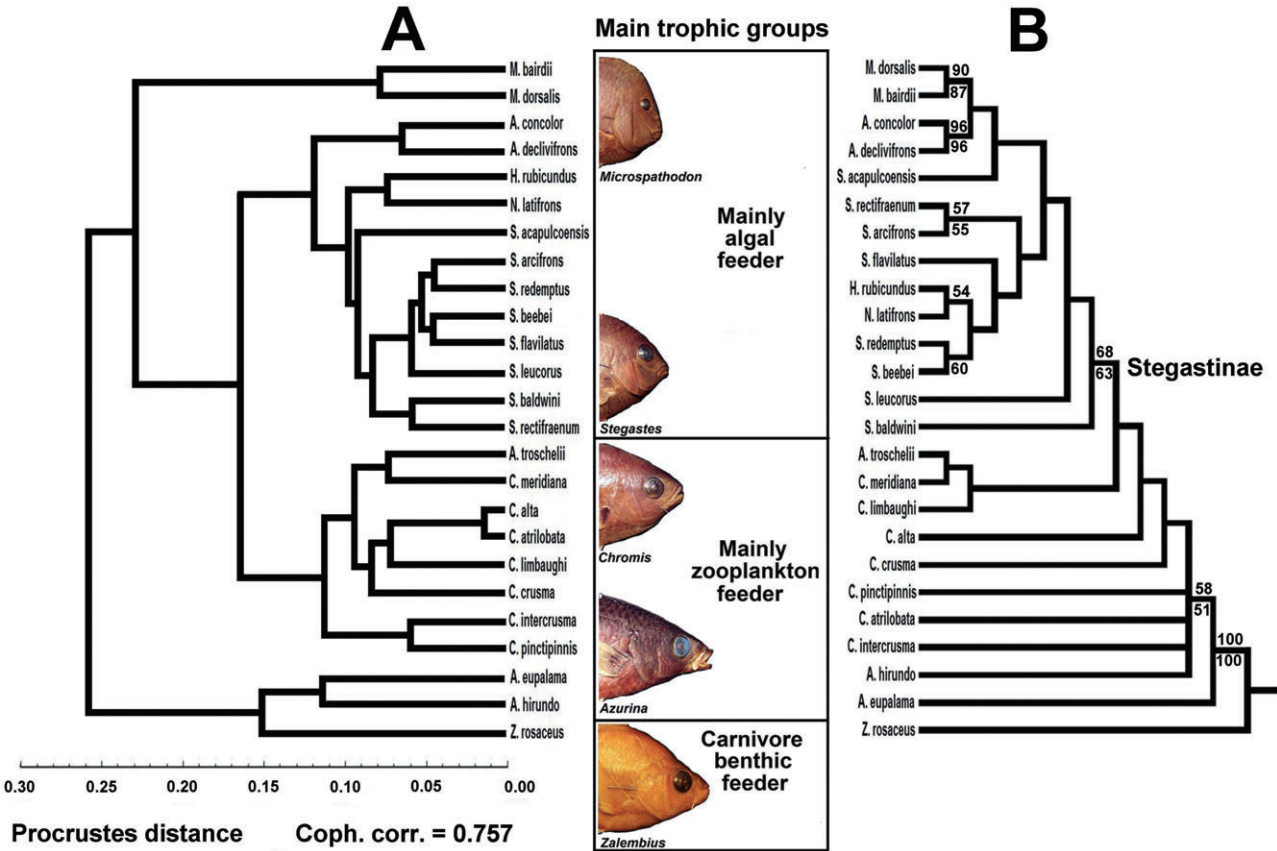 A
Main trophic groups
B
M. bairdii
M. dorsalis
A. concolor
A. declivifrons
H. rubicundus
N. latifrons
S. acapulcoensis
S. arcifrons
S. redemptus
S. beebei
S. flavilatus
S. leucorus
S. baldwini
S. rectifraenum
A. troschelii
C. meridiana
C. alta
C. atrilobata
C. limbaughi
C. crusma
C. intercrusma
C. pinctipinnis
A. eupalama
A. hirundo
Z. rosaceus
0.30 0.25 0.20 0.15 0.10 0.05 0.00
Procrustes distance Coph. corr. = 0.757
Microspathodon
Mainly
algal
feeder
Stegastes
Chromis
Mainly
zooplankton
feeder
Azurina
Carnivore
benthic
feeder
Zalembius
M. dorsalis 90
M. bairdii 87
A. concolor 96
A. declivifrons 96
S. acapulcoensis
S. rectifraenum 57
S. arcifrons 55
S. flavilatus
H. rubicundus 54
N. latifrons
S. redemptus
S. beebei 60
68
63
Stegastinae
S. leucorus
S. baldwini
A. troschelii
C. meridiana
C. limbaughi
C. alta
C. crusma
C. pinctipinnis 58
C. atrilobata 51
C. intercrusma 100
A. hirundo 100
A. eupalama
Z. rosaceus